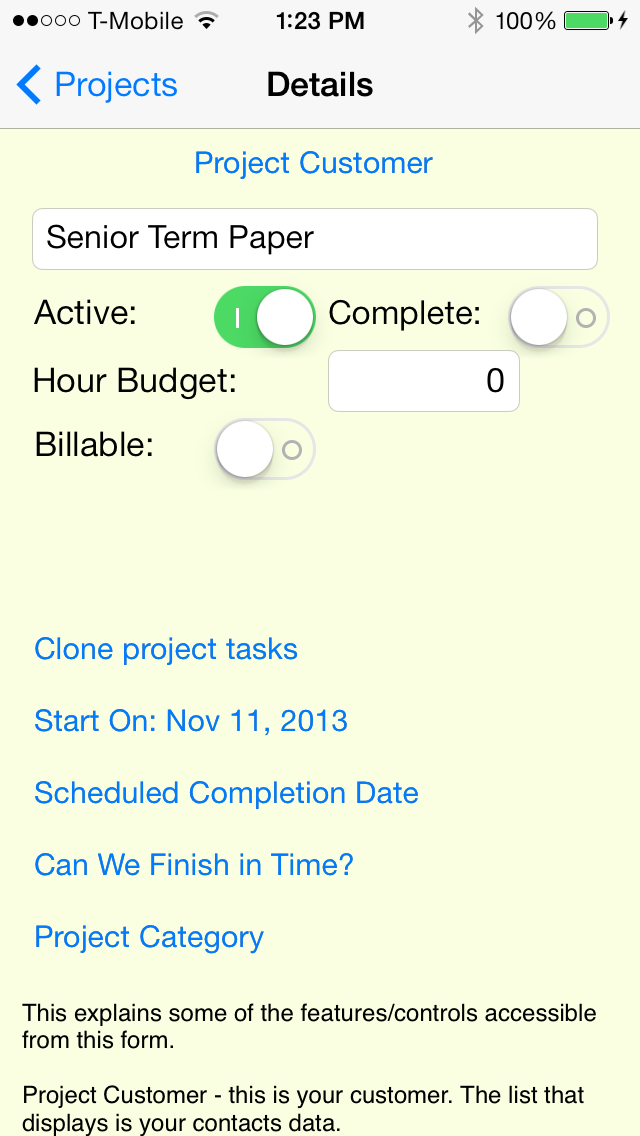 T-Mobile 1:23 PM 100%
Projects Details
Project Customer
Senior Term Paper
Active: Complete:
Hour Budget: 0
Billable:
Clone project tasks
Start On: Nov 11, 2013
Scheduled Completion Date
Can We Finish in Time?
Project Category
This explains some of the features/controls accessible
from this form.
Project Customer - this is your customer. The list that
displays is your contacts data.